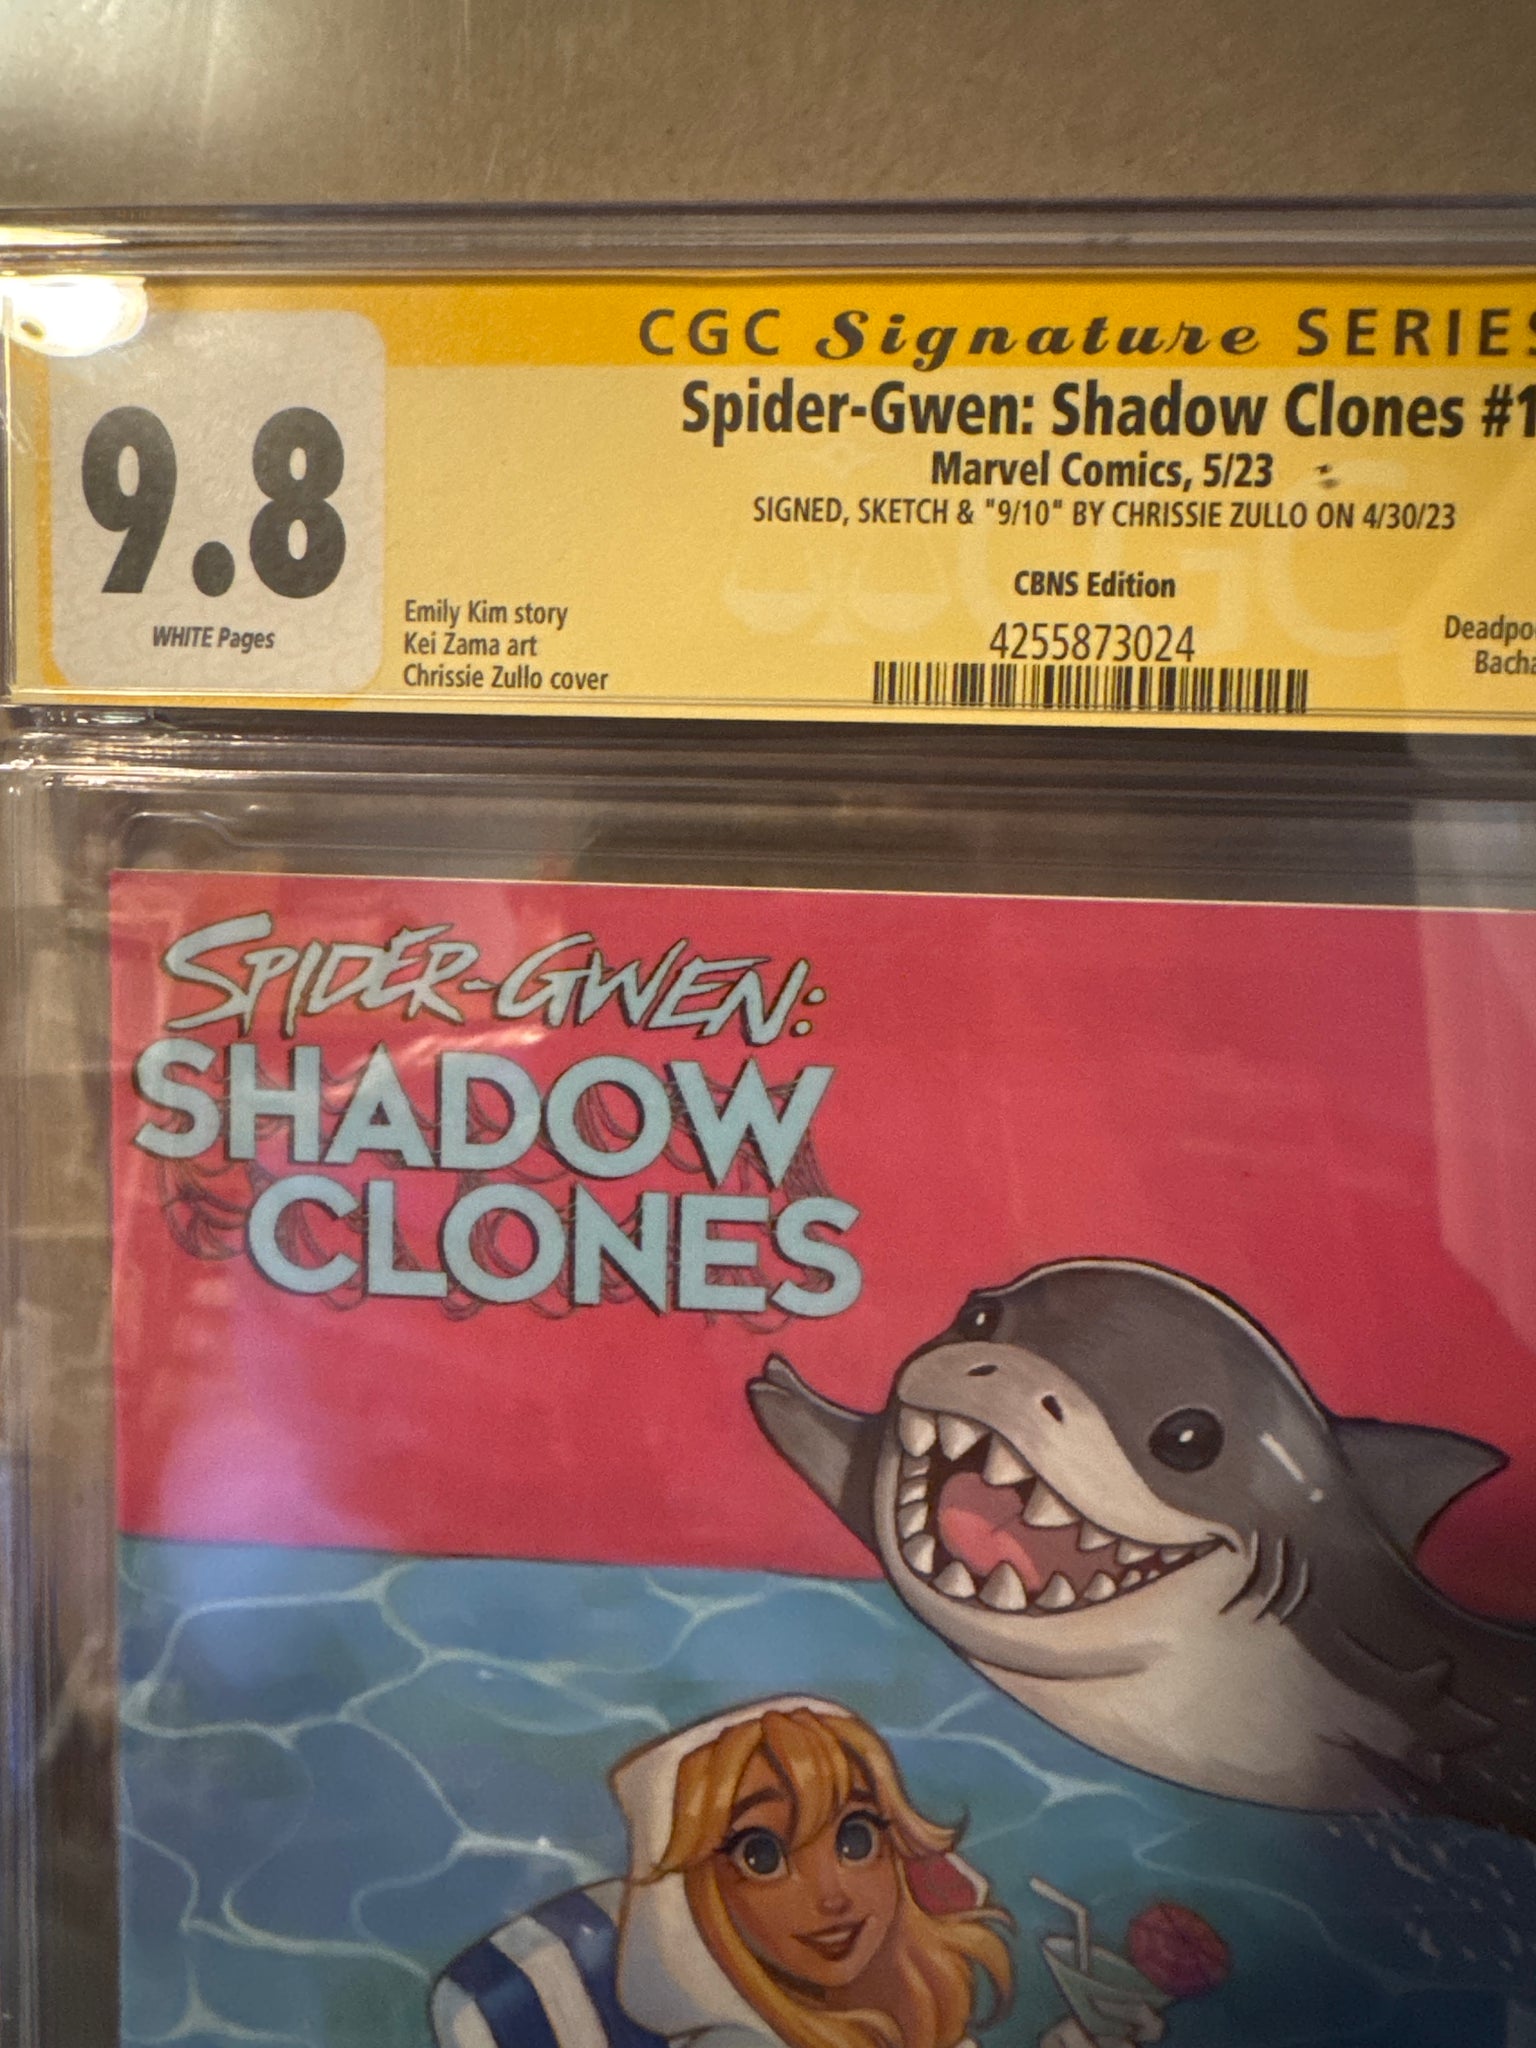 CGC Signature SERIES
9.8
WHITE Pages
Spider-Gwen: Shadow Clones #1
Marvel Comics, 5/23
SIGNED, SKETCH & "9/10" BY CHRISSIE ZULLO ON 4/30/23
CBNS Edition
4255873024
Emily Kim story
Kei Zama art
Chrissie Zullo cover
SPIDER-GWEN:
SHADOW
CLONES